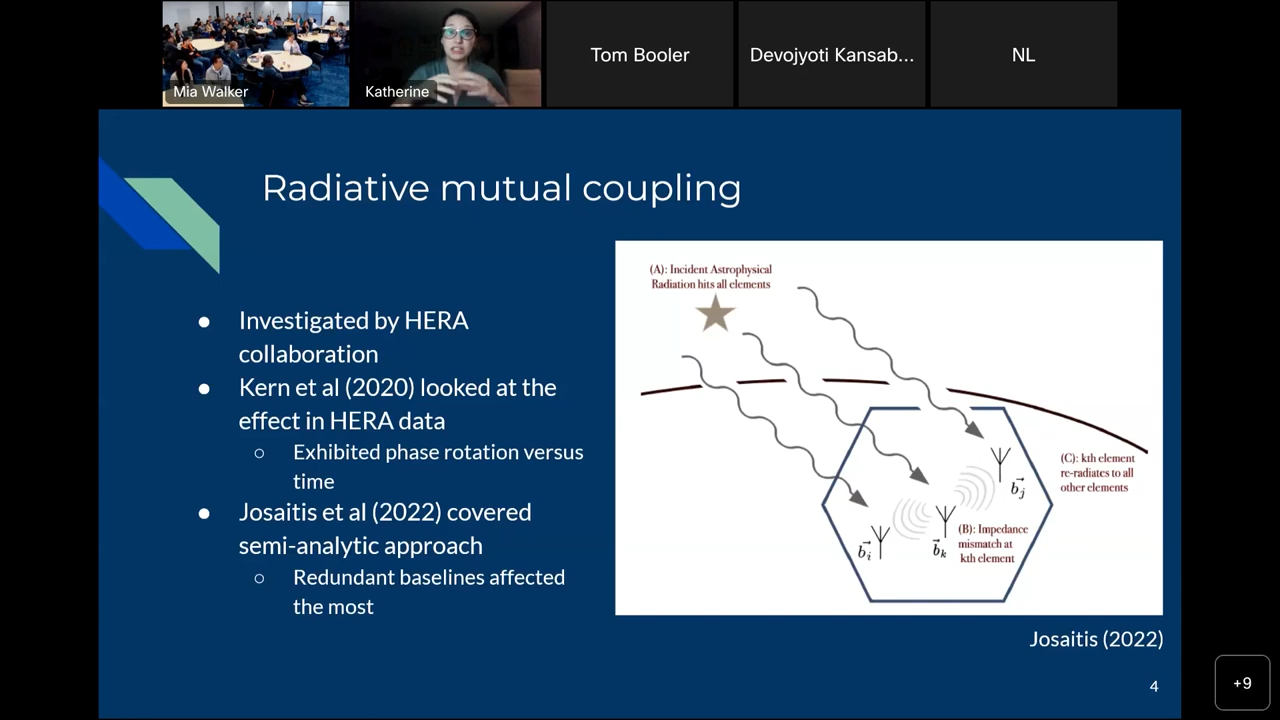 Mia Walker
Katherine
Tom Booler
Devojyoti Kansab...
NL
Radiative mutual coupling
● Investigated by HERA
collaboration
● Kern et al (2020) looked at the
effect in HERA data
○ Exhibited phase rotation versus
time
● Josaitis et al (2022) covered
semi-analytic approach
○ Redundant baselines affected
the most
(A): Incident Astrophysical
Radiation hits all elements
(C): kth element
re-radiates to all
other elements
b⃗j
(B): Impedance
mismatch at
kth element
b⃗i
b⃗k
Josaitis (2022)
4
+9